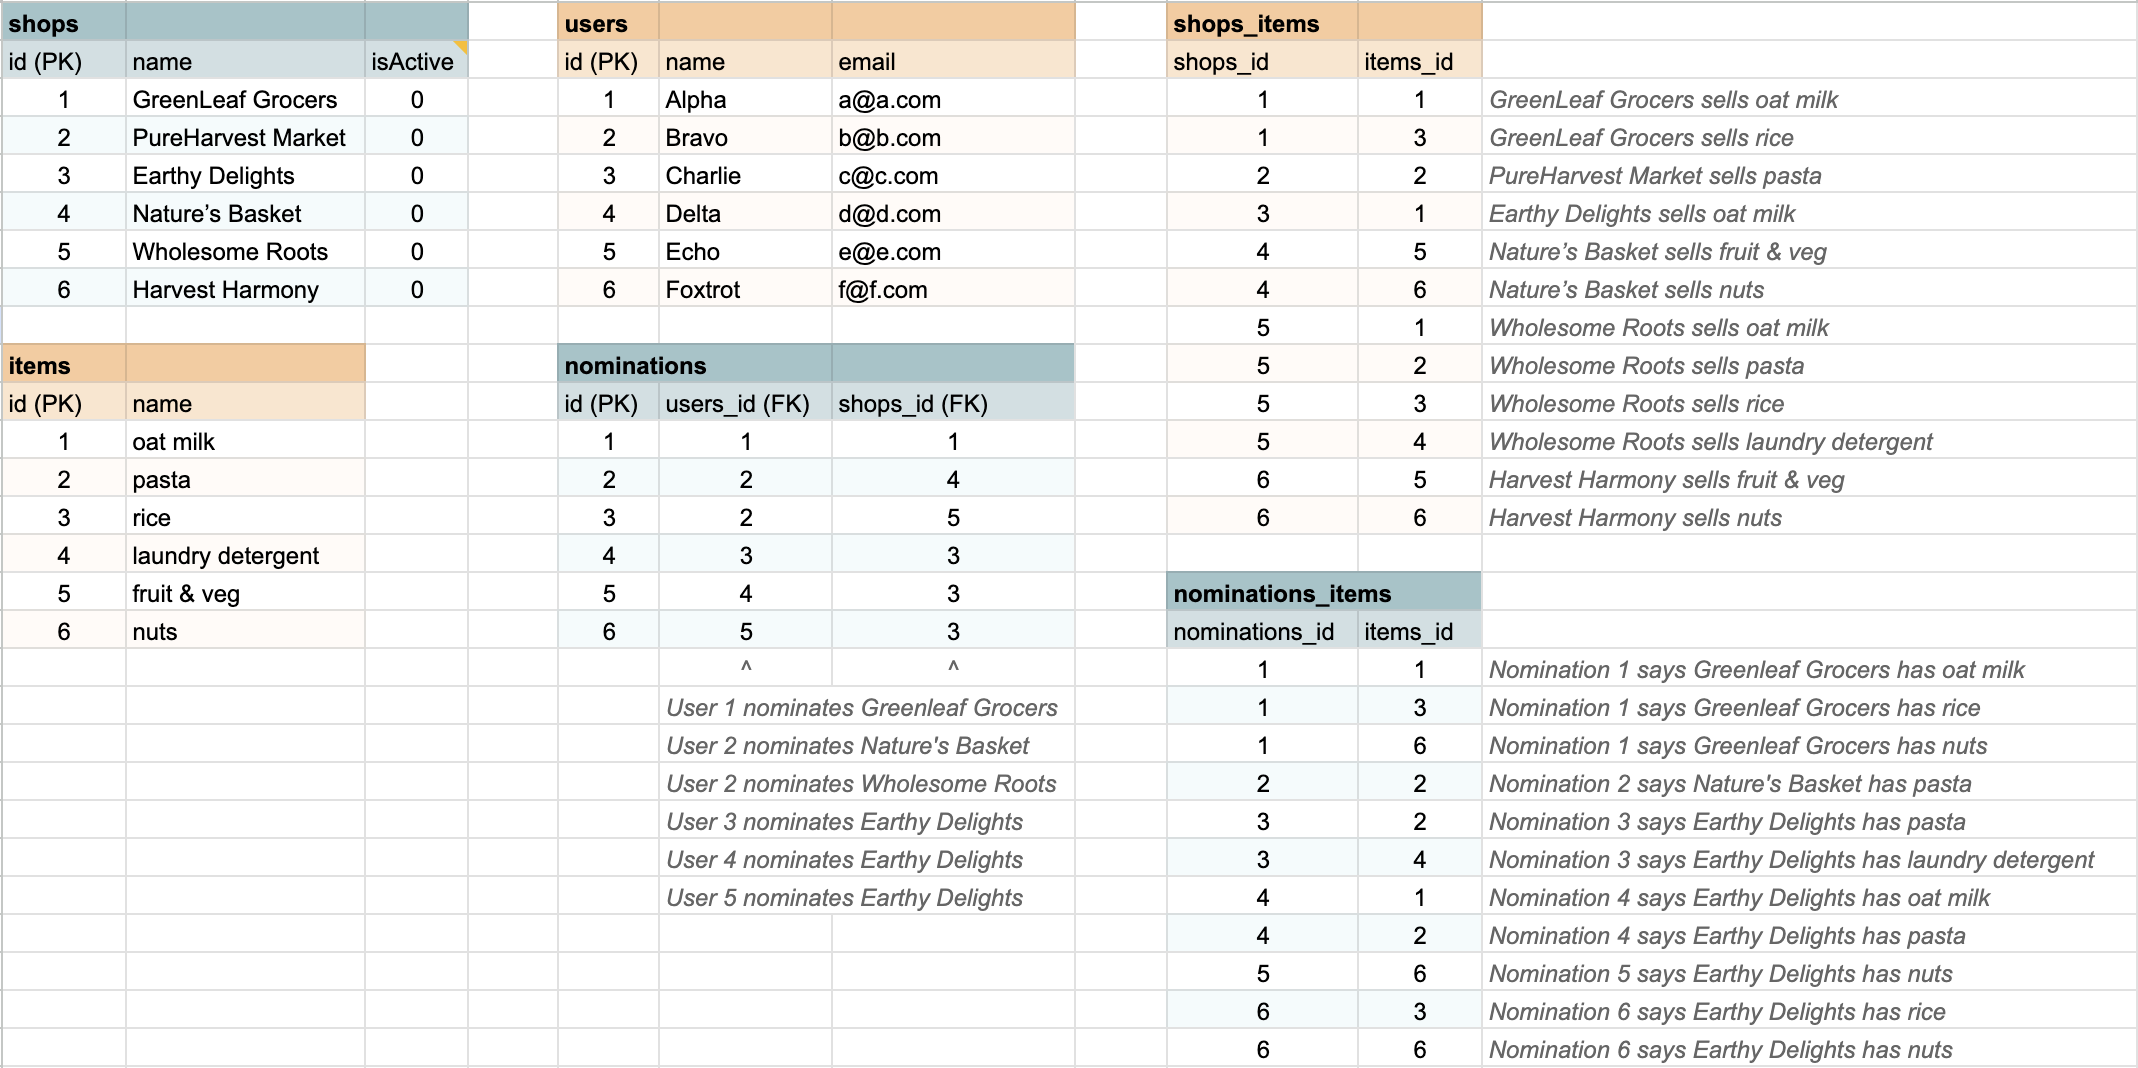 shops
id (PK) name isActive
1 GreenLeaf Grocers 0
2 PureHarvest Market 0
3 Earthy Delights 0
4 Nature’s Basket 0
5 Wholesome Roots 0
6 Harvest Harmony 0
items
id (PK) name
1 oat milk
2 pasta
3 rice
4 laundry detergent
5 fruit & veg
6 nuts
users
id (PK) name email
1 Alpha a@a.com
2 Bravo b@b.com
3 Charlie c@c.com
4 Delta d@d.com
5 Echo e@e.com
6 Foxtrot f@f.com
nominations
id (PK) users_id (FK) shops_id (FK)
1 1 1
2 2 4
3 2 5
4 3 3
5 4 3
6 5 3
^ ^
User 1 nominates Greenleaf Grocers
User 2 nominates Nature's Basket
User 2 nominates Wholesome Roots
User 3 nominates Earthy Delights
User 4 nominates Earthy Delights
User 5 nominates Earthy Delights
shops_items
shops_id items_id
1 1 GreenLeaf Grocers sells oat milk
1 3 GreenLeaf Grocers sells rice
2 2 PureHarvest Market sells pasta
3 1 Earthy Delights sells oat milk
4 5 Nature’s Basket sells fruit & veg
4 6 Nature’s Basket sells nuts
5 1 Wholesome Roots sells oat milk
5 2 Wholesome Roots sells pasta
5 3 Wholesome Roots sells rice
5 4 Wholesome Roots sells laundry detergent
6 5 Harvest Harmony sells fruit & veg
6 6 Harvest Harmony sells nuts
nominations_items
nominations_id items_id
1 1 Nomination 1 says Greenleaf Grocers has oat milk
1 3 Nomination 1 says Greenleaf Grocers has rice
1 6 Nomination 1 says Greenleaf Grocers has nuts
2 2 Nomination 2 says Nature's Basket has pasta
3 2 Nomination 3 says Earthy Delights has pasta
3 4 Nomination 3 says Earthy Delights has laundry detergent
4 1 Nomination 4 says Earthy Delights has oat milk
4 2 Nomination 4 says Earthy Delights has pasta
5 6 Nomination 5 says Earthy Delights has nuts
6 3 Nomination 6 says Earthy Delights has rice
6 6 Nomination 6 says Earthy Delights has nuts